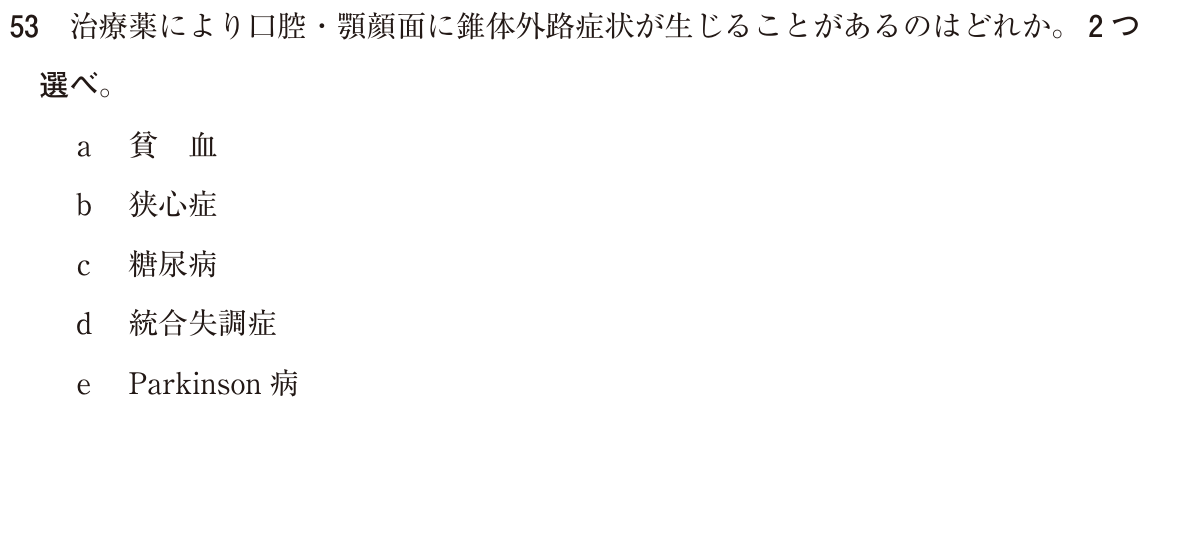 53 治療薬により口腔・顎顔面に錐体外路症状が生じることがあるのはどれか。2つ
選べ。
a 貧 血
b 狭心症
c 糖尿病
d 統合失調症
e Parkinson 病